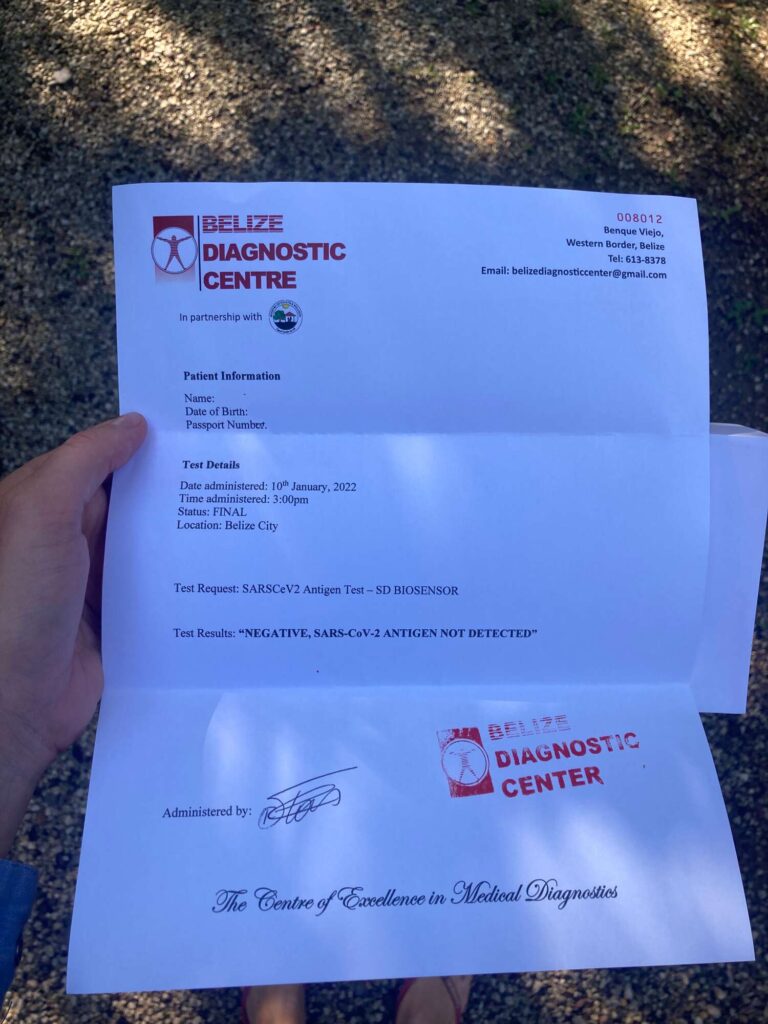 BELIZE
DIAGNOSTIC
CENTRE
In partnership with
008012
Benque Viejo,
Western Border, Belize
Tel: 613-8378
Email: belizediagnosticcenter@gmail.com
Patient Information
Name:
Date of Birth:
Passport Number.
Test Details
Date administered: 10th January, 2022
Time administered: 3:00pm
Status: FINAL
Location: Belize City
Test Request: SARSCeV2 Antigen Test – SD BIOSENSOR
Test Results: “NEGATIVE, SARS-CoV-2 ANTIGEN NOT DETECTED”
BELIZE
DIAGNOSTIC
CENTER
Administered by:
The Centre of Excellence in Medical Diagnostics